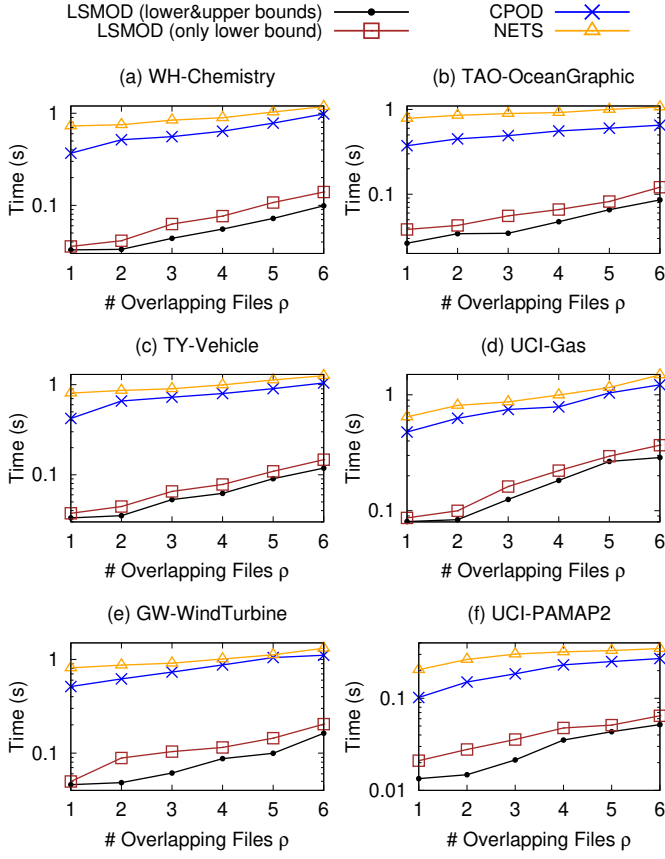 LSMOD (lower&upper bounds)
LSMOD (only lower bound)
CPOD
NETS
(a) WH-Chemistry
Time (s)
1
0.1
1 2 3 4 5 6
# Overlapping Files ρ
(b) TAO-OceanGraphic
Time (s)
1
0.1
1 2 3 4 5 6
# Overlapping Files ρ
(c) TY-Vehicle
Time (s)
1
0.1
1 2 3 4 5 6
# Overlapping Files ρ
(d) UCI-Gas
Time (s)
1
0.1
1 2 3 4 5 6
# Overlapping Files ρ
(e) GW-WindTurbine
Time (s)
1
0.1
1 2 3 4 5 6
# Overlapping Files ρ
(f) UCI-PAMAP2
Time (s)
0.1
0.01
1 2 3 4 5 6
# Overlapping Files ρ